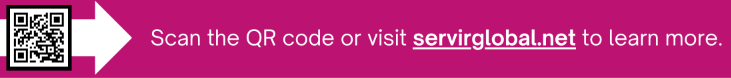 Scan the QR code or visit servirglobal.net to learn more.